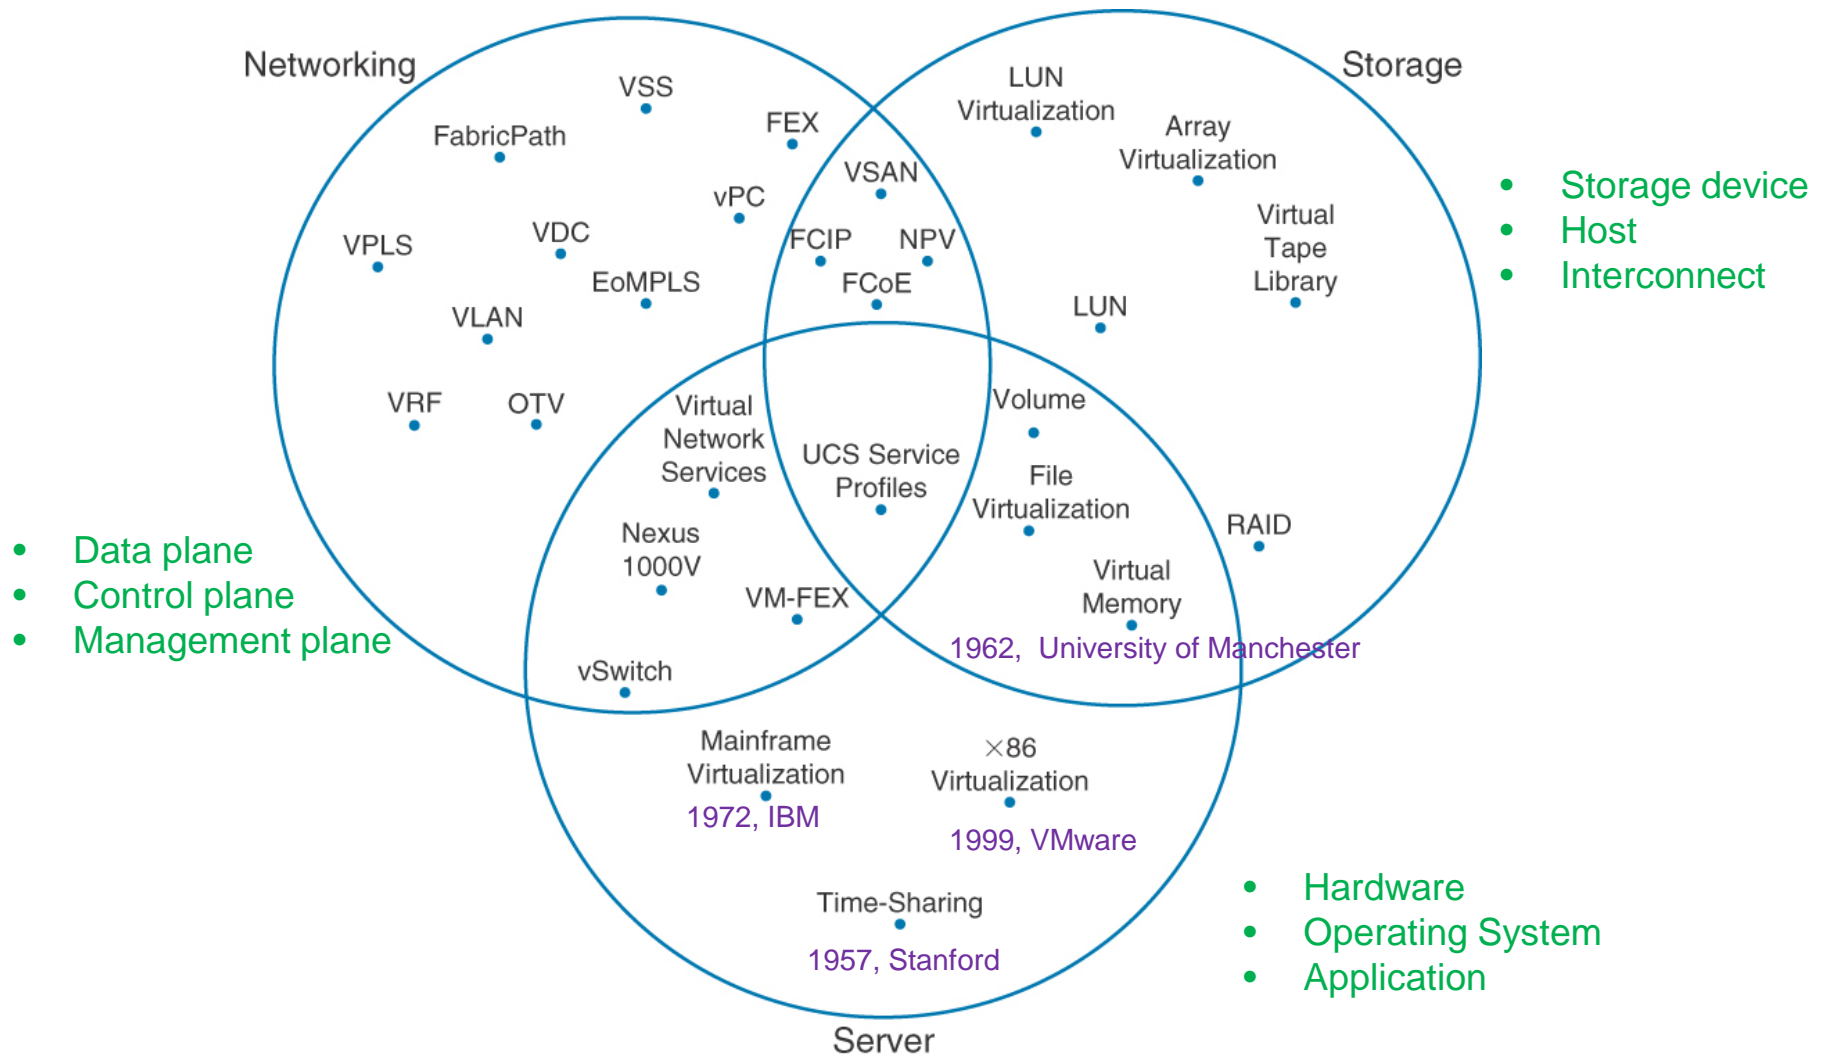 Networking
VSS
FabricPath
FEX
vPC
VPLS
VDC
EoMPLS
VLAN
VRF
OTV
VSAN
FCIP
NPV
FCoE
Storage
LUN
Virtualization
Array
Virtualization
Virtual
Tape
Library
LUN
RAID
• Storage device
• Host
• Interconnect
Virtual
Network
Services
Nexus
1000V
VM-FEX
vSwitch
UCS Service
Profiles
Volume
File
Virtualization
Virtual
Memory
1962, University of Manchester
• Data plane
• Control plane
• Management plane
Mainframe
Virtualization
1972, IBM
×86
Virtualization
1999, VMware
Time-Sharing
1957, Stanford
• Hardware
• Operating System
• Application
Server